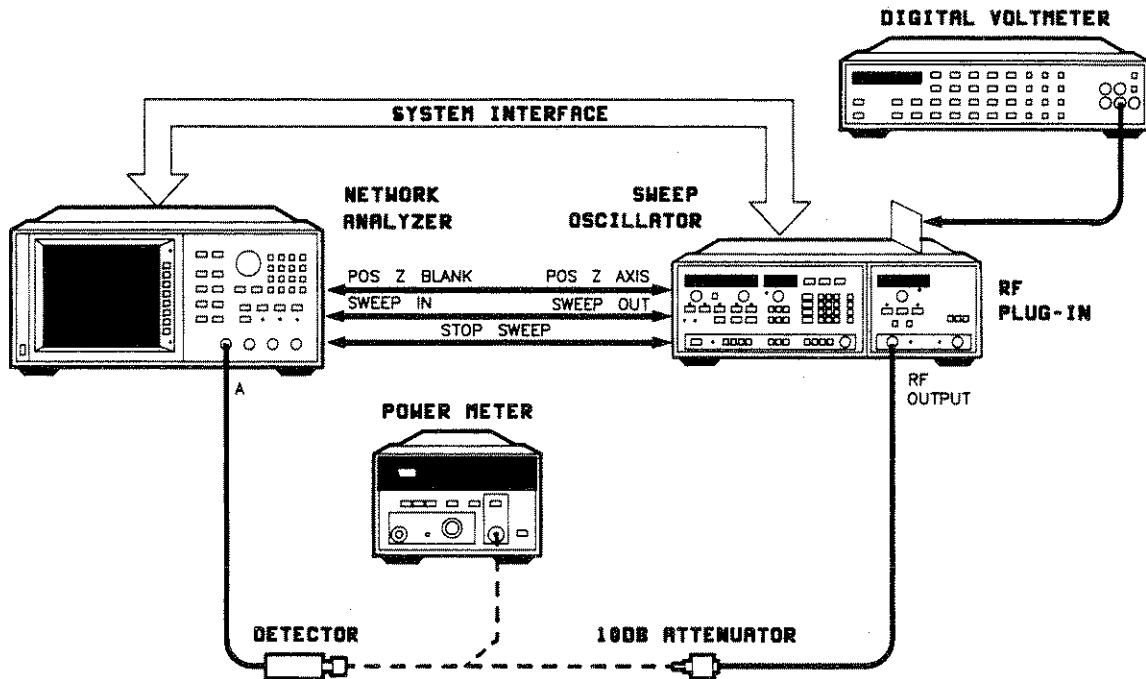 DIGITAL VOLTMETER
SYSTEM INTERFACE
NETWORK
ANALYZER
SWEEP
OSCILLATOR
POS Z BLANK
POS Z AXIS
SWEEP IN
SWEEP OUT
STOP SWEEP
RF
PLUG-IN
A
RF
OUTPUT
POWER METER
DETECTOR
10DB ATTENUATOR